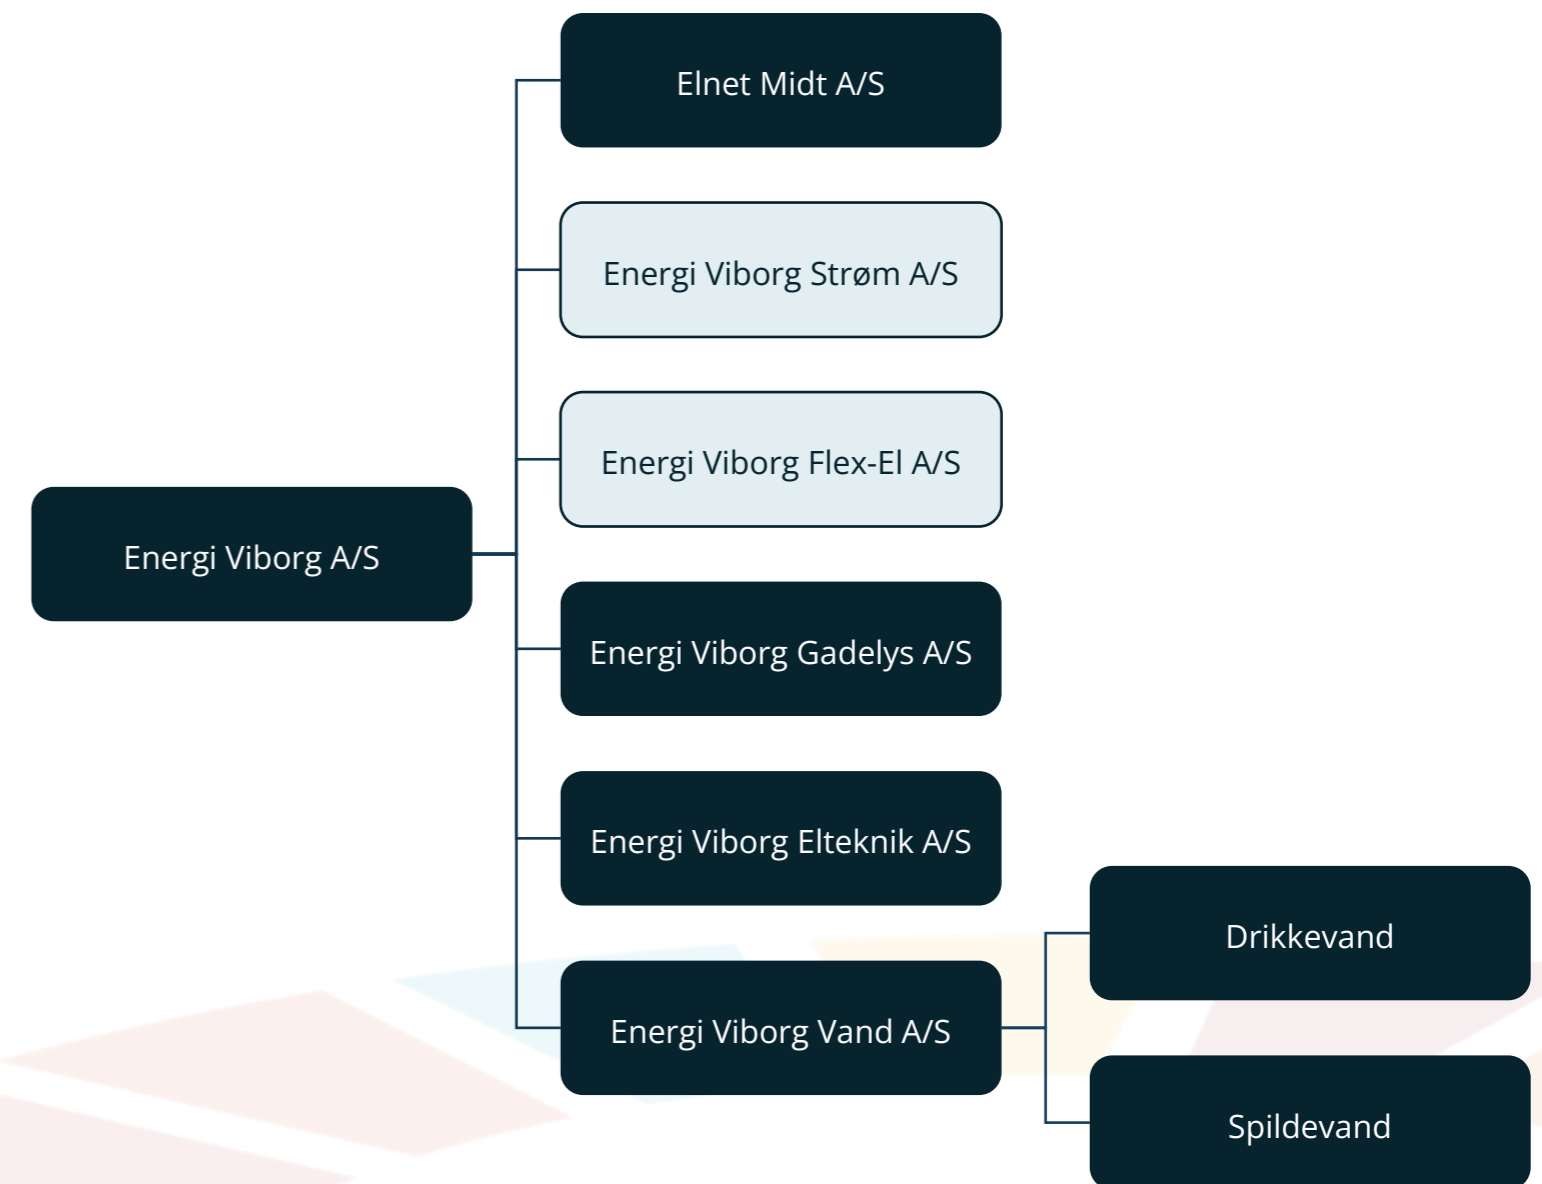 Elnet Midt A/S
Energi Viborg Strøm A/S
Energi Viborg Flex-El A/S
Energi Viborg A/S
Energi Viborg Gadelys A/S
Energi Viborg Elteknik A/S
Drikkevand
Energi Viborg Vand A/S
Spildevand